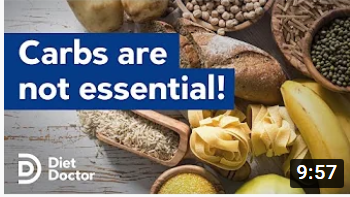 Carbs are
not essential!
Diet
Doctor
9:57